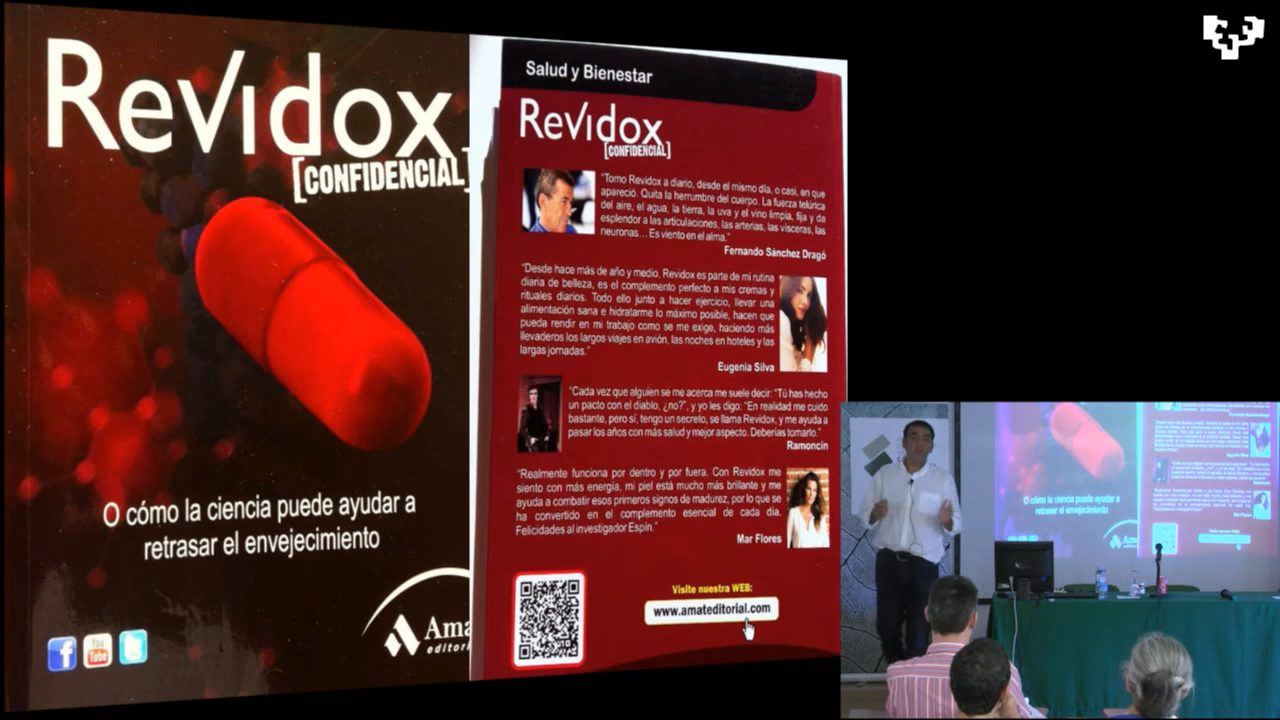 Revidox
[CONFIDENCIAL]
O cómo la ciencia puede ayudar a
retrasar el envejecimiento
Salud y Bienestar
Revidox
[CONFIDENCIAL]
"Tomo Revidox a diario, desde el mismo día, o casi, en que
apareció. Quita la herrumbre del cuerpo. La fuerza telúrica
del aire, el agua, la tierra, la uva y el vino limpia, fija y da
esplendor a las articulaciones, las arterias, las vísceras, las
neuronas... Es viento en el alma."
Fernando Sánchez Dragó
"Desde hace más de año y medio, Revidox es parte de mi rutina
diaria de belleza, es el complemento perfecto a mis cremas y
rituales diarios. Todo ello junto a hacer ejercicio, llevar una
alimentación sana e hidratarme lo máximo posible, hacen que
pueda rendir en mi trabajo como se me exige, haciendo más
llevaderos los largos viajes en avión, las noches en hoteles y las
largas jornadas."
Eugenia Silva
"Cada vez que alguien se me acerca me suele decir: "Tú has hecho
un pacto con el diablo, ¿no?", y yo les digo: "En realidad me cuido
bastante, pero sí, tengo un secreto, se llama Revidox, y me ayuda a
pasar los años con más salud y mejor aspecto. Deberías tomarlo."
Ramoncín
"Realmente funciona por dentro y por fuera. Con Revidox me
siento con más energía, mi piel está mucho más brillante y me
ayuda a combatir esos primeros signos de madurez, por lo que se
ha convertido en el complemento esencial de cada día.
Felicidades al investigador Espín."
Mar Flores
Visite nuestra WEB:
www.amateditorial.com
You
Tube
O cómo la ciencia puede ayudar a
retrasar el envejecimiento
Mar Flores